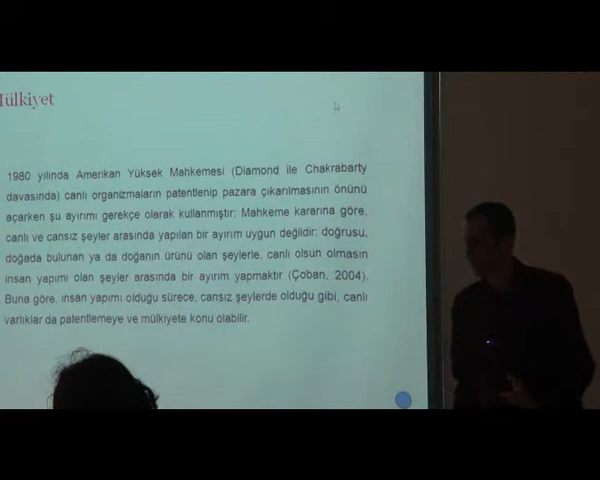 Mülkiyet
1980 yılında Amerikan Yüksek Mahkemesi (Diamond ile Chakrabarty
davasında) canlı organizmaların patentlenip pazara çıkarılmasının önünü
açarken şu ayırımı gerekçe olarak kullanmıştır: Mahkeme kararına göre,
canlı ve cansız şeyler arasında yapılan bir ayırım uygun değildir: doğrusu,
doğada bulunan ya da doğanın ürünü olan şeylerle, canlı olsun olmasın
insan yapımı olan şeyler arasında bir ayırım yapmaktır (Çoban, 2004).
Buna göre, insan yapımı olduğu sürece, cansız şeylerde olduğu gibi, canlı
varlıklar da patentlemeye ve mülkiyete konu olabilir.